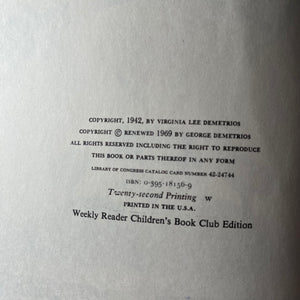 COPYRIGHT, 1942, BY VIRGINIA LEE DEMETRIOS
COPYRIGHT © RENEWED 1969 BY GEORGE DEMETRIOS
ALL RIGHTS RESERVED INCLUDING THE RIGHT TO REPRODUCE
THIS BOOK OR PARTS THEREOF IN ANY FORM
LIBRARY OF CONGRESS CATALOG CARD NUMBER 42-24744
ISBN: 0-395-18156-9
Twenty-second Printing W
PRINTED IN THE U.S.A.
Weekly Reader Children's Book Club Edition